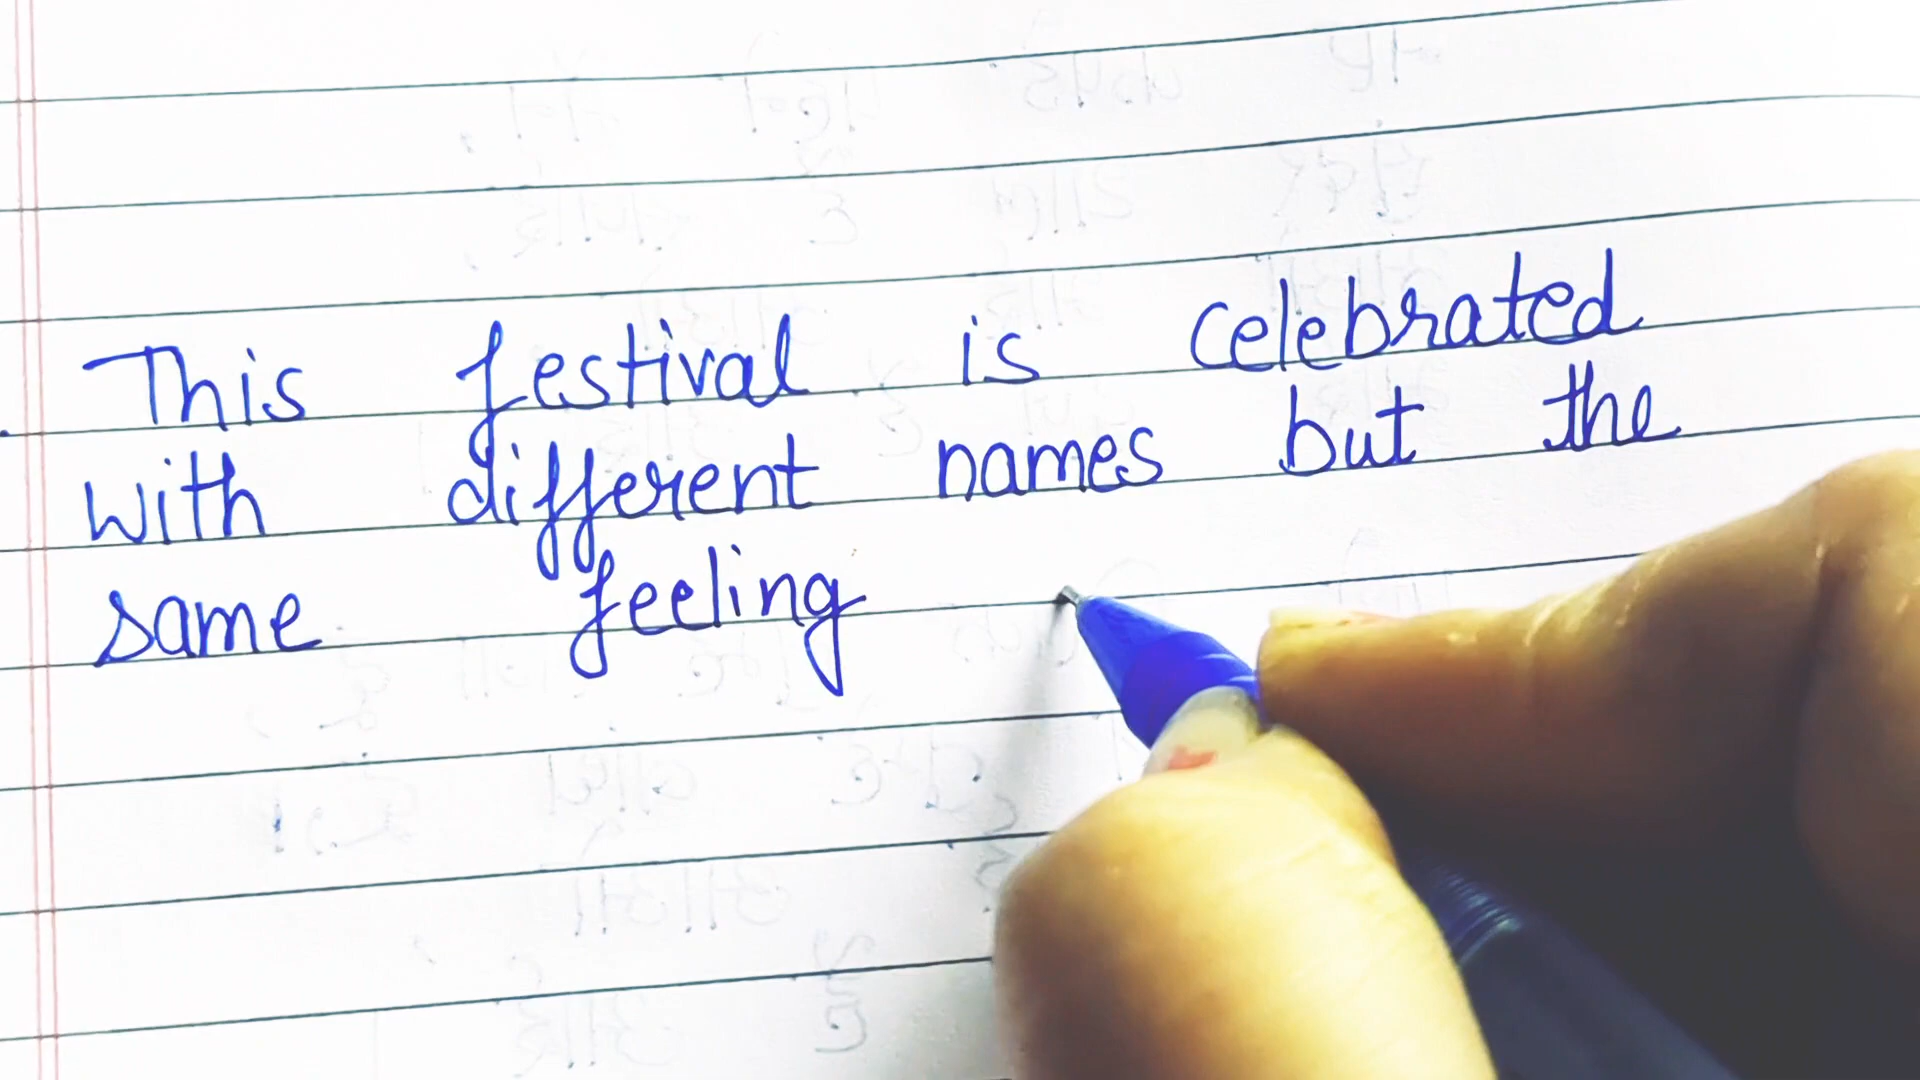 This festival is celebrated
with different names but the
same feeling